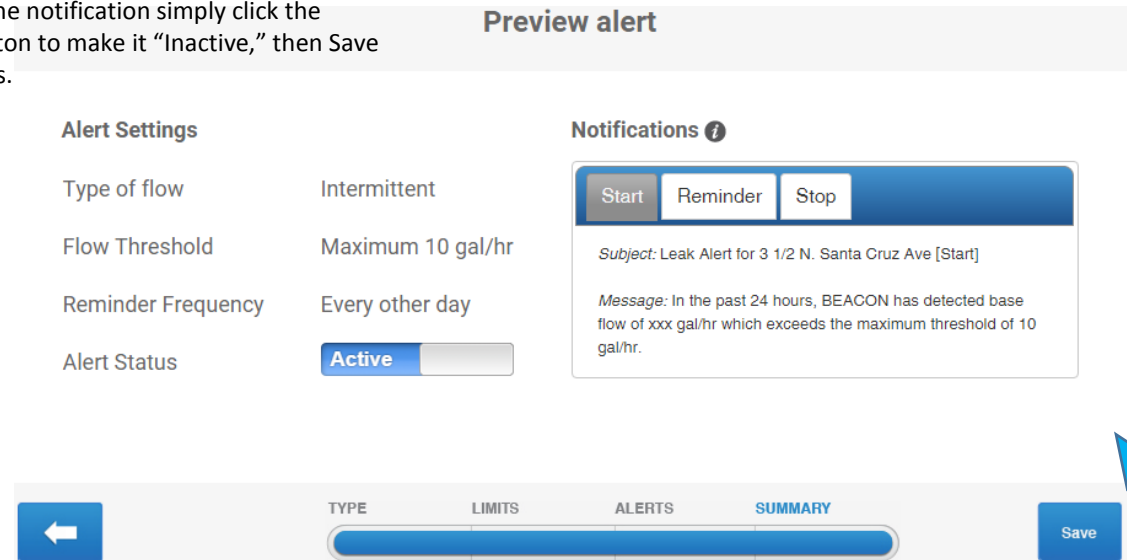 ne notification simply click the
ton to make it “Inactive,” then Save
s.
Preview alert
Alert Settings
Type of flow Intermittent
Flow Threshold Maximum 10 gal/hr
Reminder Frequency Every other day
Alert Status Active
Notifications i
Start Reminder Stop
Subject: Leak Alert for 3 1/2 N. Santa Cruz Ave [Start]
Message: In the past 24 hours, BEACON has detected base
flow of xxx gal/hr which exceeds the maximum threshold of 10
gal/hr.
TYPE LIMITS ALERTS SUMMARY
Save